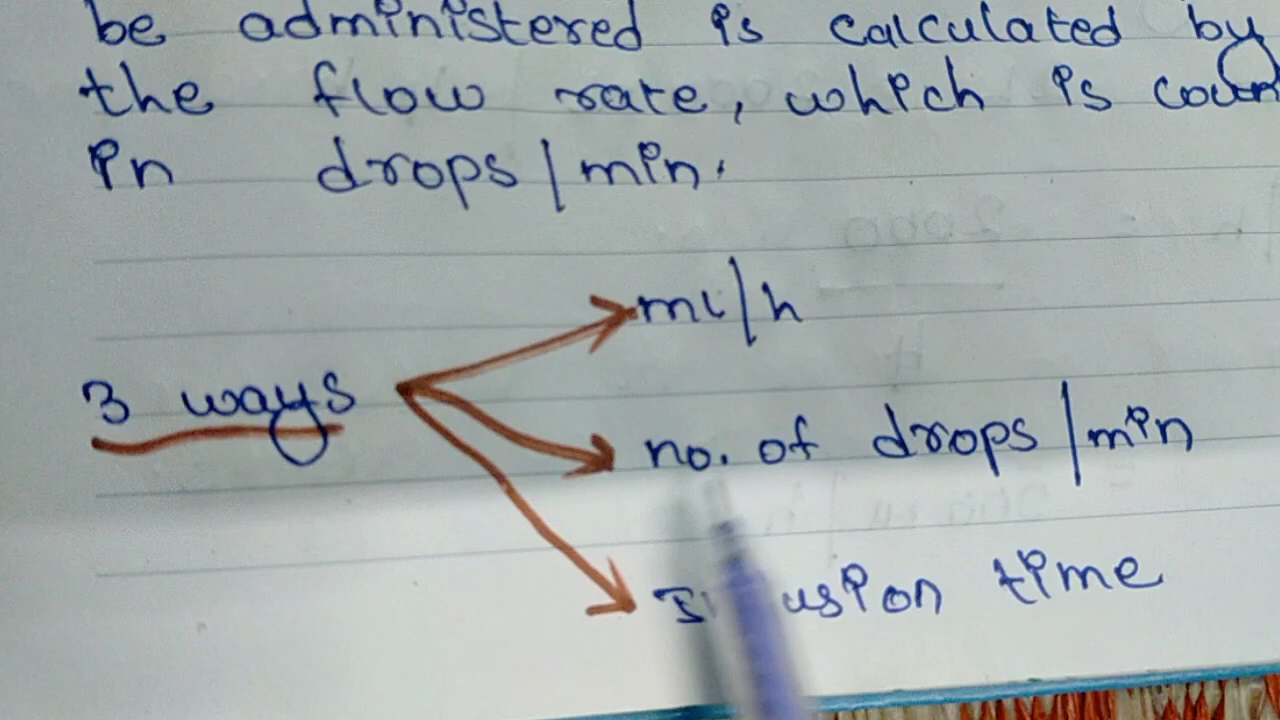 be administered is calculated by
the flow rate, which is coun
in drops/min.
ml/h
3 ways
no. of drops/min
time